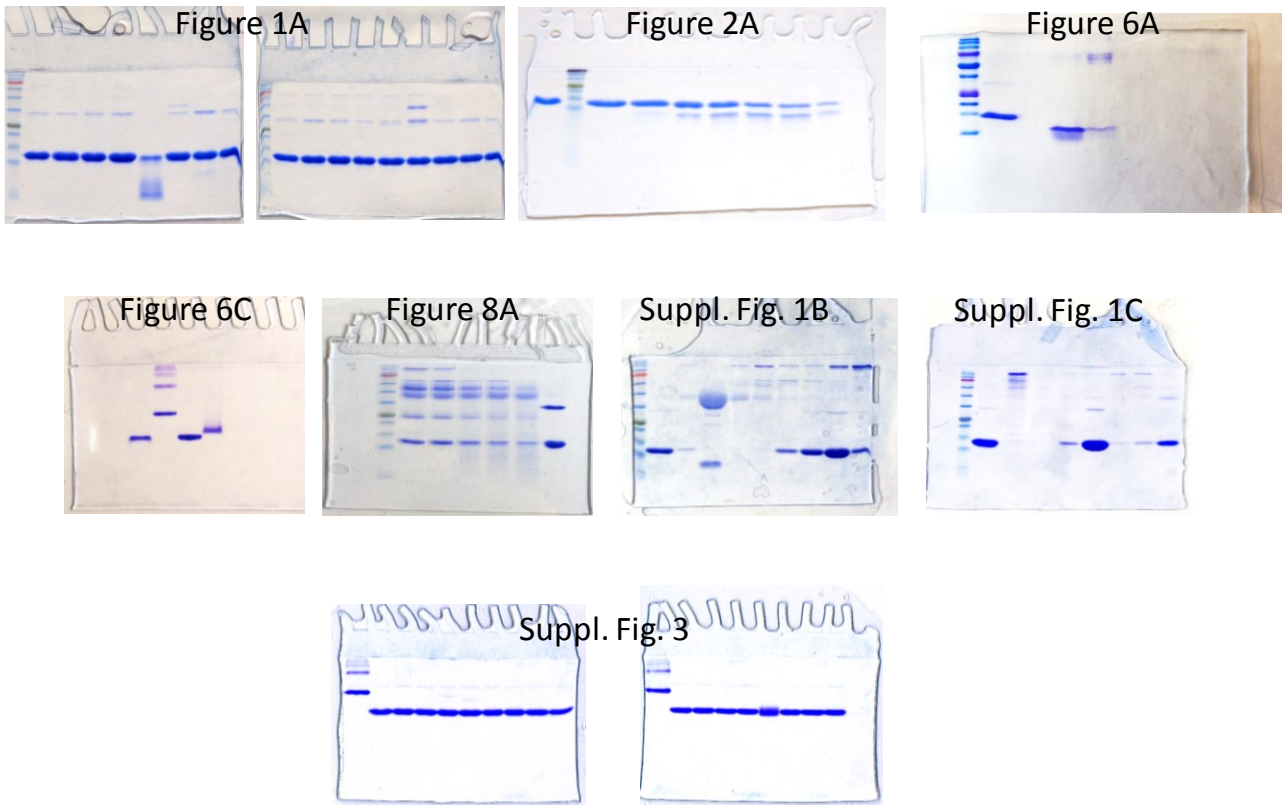 Figure 1A
Figure 2A
Figure 6A
Figure 6C
Figure 8A
Suppl. Fig. 1B
Suppl. Fig. 1C
Suppl. Fig. 3